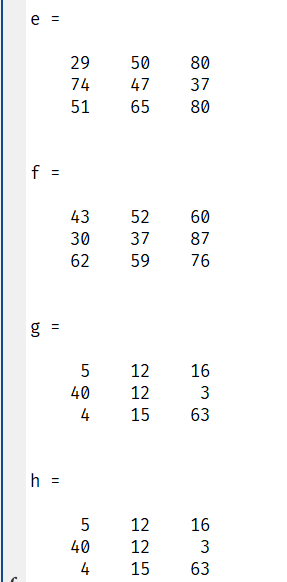 e =
29 50 80
74 47 37
51 65 80
f =
43 52 60
30 37 87
62 59 76
g =
5 12 16
40 12 3
4 15 63
h =
5 12 16
40 12 3
4 15 63